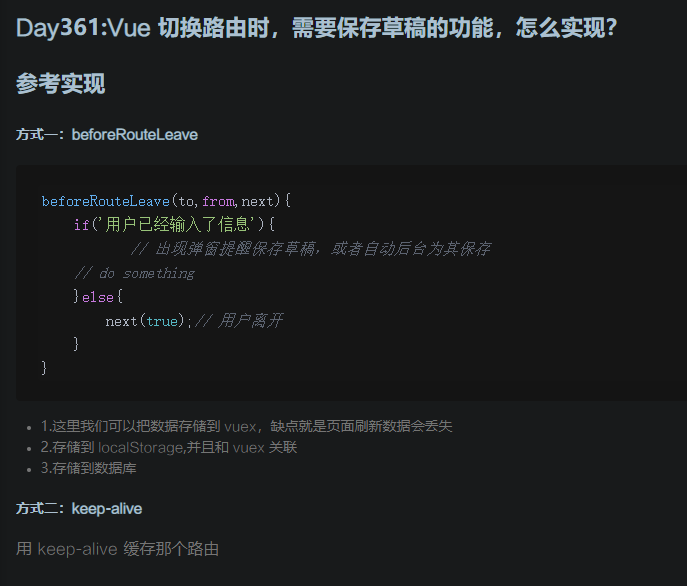 Day361:Vue 切换路由时，需要保存草稿的功能，怎么实现？
参考实现
方式一：beforeRouteLeave
beforeRouteLeave(to,from,next){
if('用户已经输入了信息'){
// 出现弹窗提醒保存草稿，或者自动后台为其保存
// do something
}else{
next(true);// 用户离开
}
}
1.这里我们可以把数据存储到 vuex，缺点就是页面刷新数据会丢失
2.存储到 localStorage,并且和 vuex 关联
3.存储到数据库
方式二：keep-alive
用 keep-alive 缓存那个路由